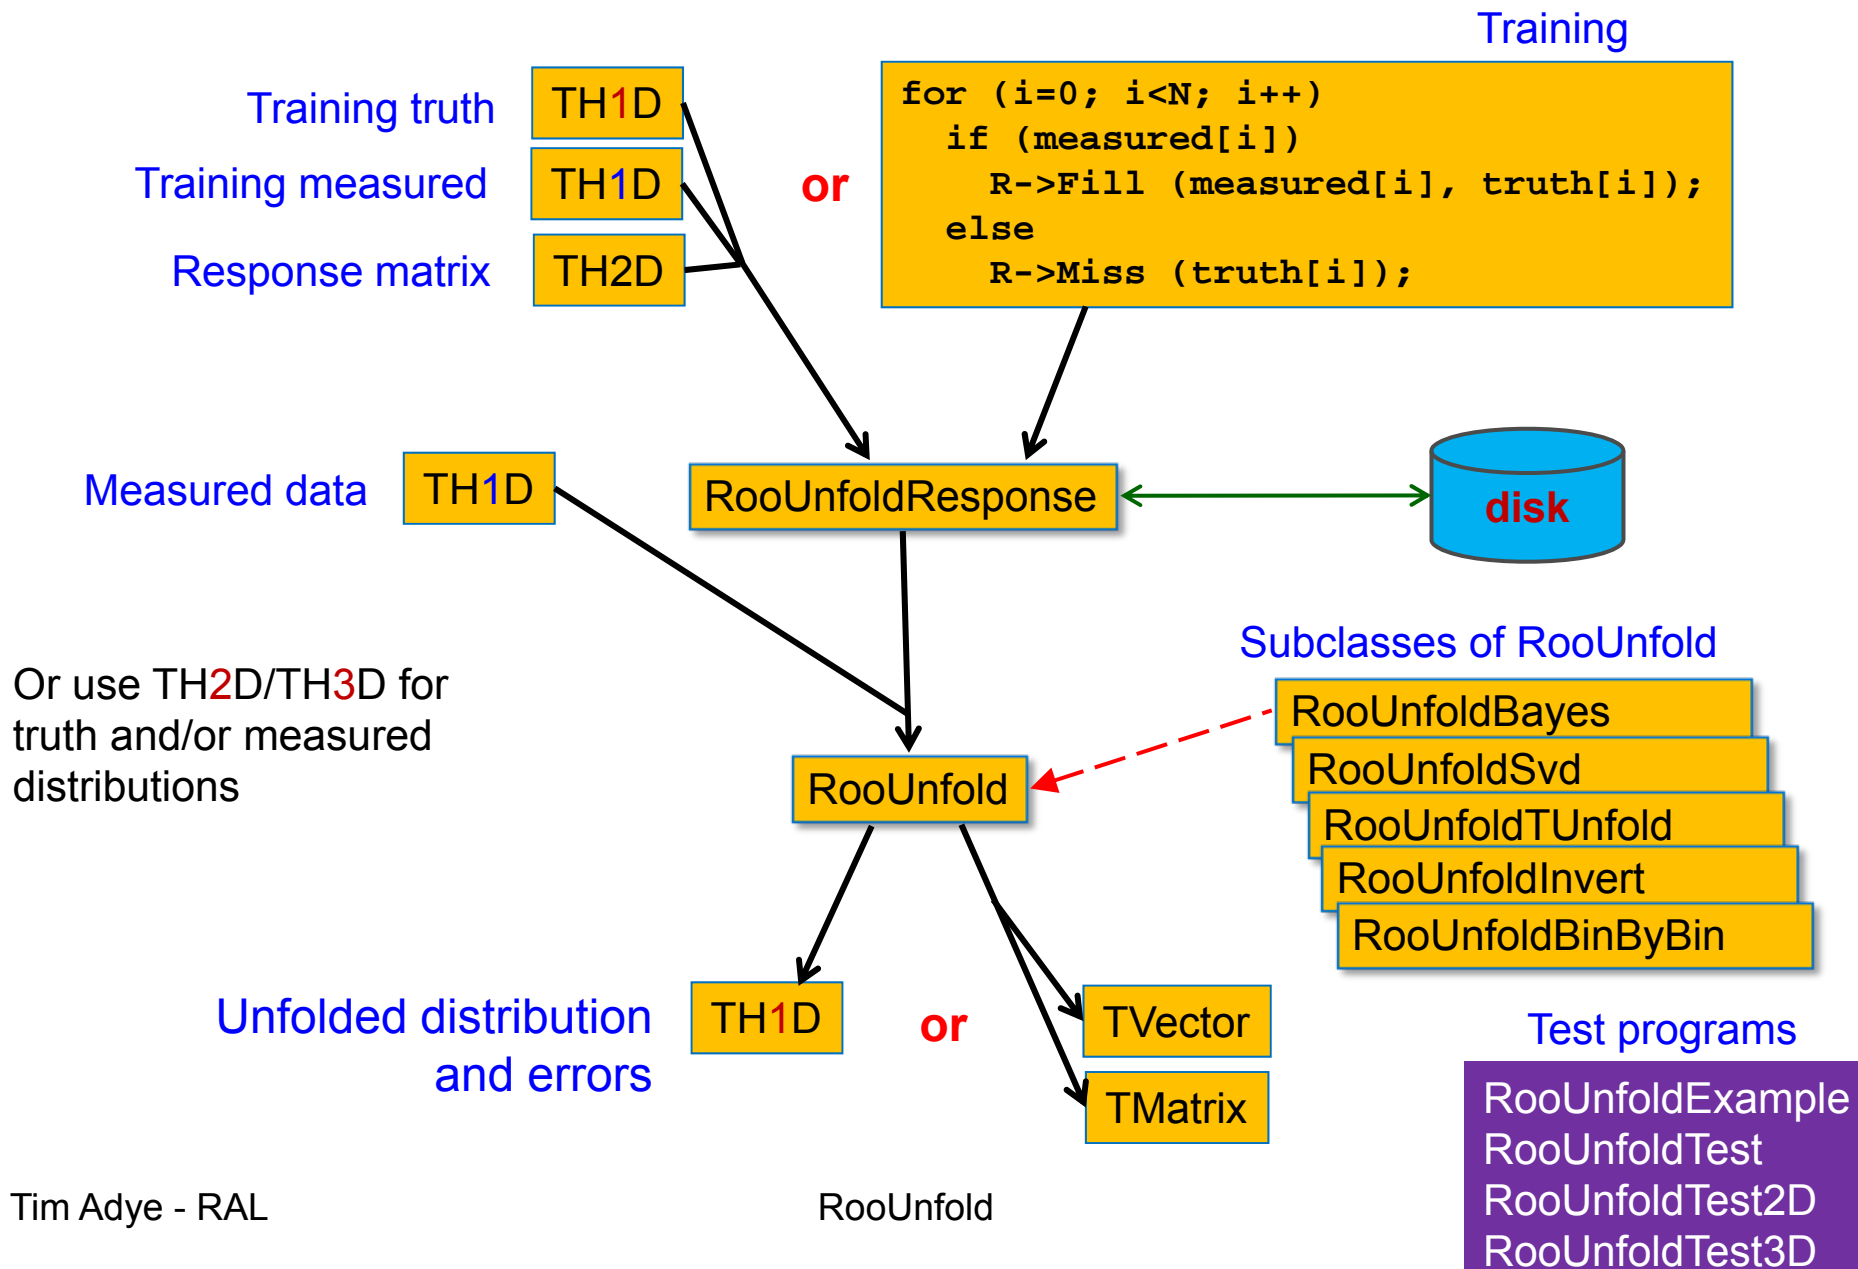 Training
Training truth
TH1D
Training measured
TH1D
Response matrix
TH2D
or
for (i=0; i<N; i++)
if (measured[i])
R->Fill (measured[i], truth[i]);
else
R->Miss (truth[i]);
Measured data
TH1D
RooUnfoldResponse
disk
Or use TH2D/TH3D for
truth and/or measured
distributions
RooUnfold
Subclasses of RooUnfold
RooUnfoldBayes
RooUnfoldSvd
RooUnfoldTUnfold
RooUnfoldInvert
RooUnfoldBinByBin
Unfolded distribution
and errors
TH1D
or
TVector
TMatrix
Test programs
RooUnfoldExample
RooUnfoldTest
RooUnfoldTest2D
RooUnfoldTest3D
Tim Adye - RAL
RooUnfold